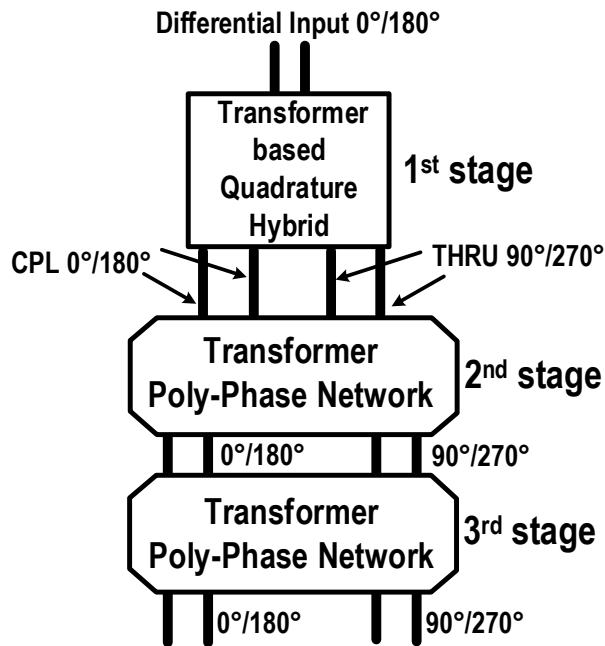 Differential Input 0°/180°
Transformer
based
Quadrature
Hybrid
1st stage
CPL 0°/180°
THRU 90°/270°
Transformer
Poly-Phase Network
2nd stage
0°/180°
90°/270°
Transformer
Poly-Phase Network
3rd stage
0°/180°
90°/270°